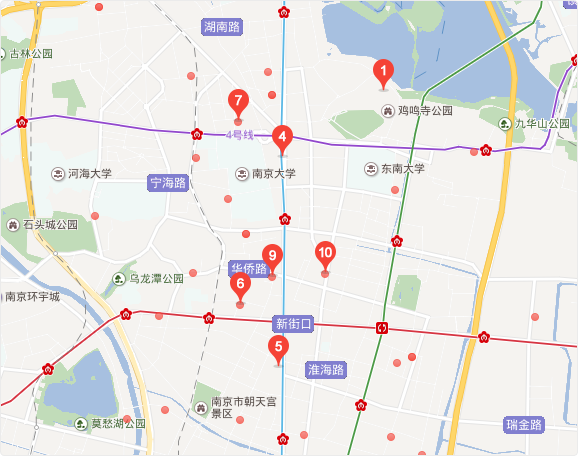 湖南路
古林公园
1
7
鸡鸣寺公园
九华山公园
4号线
4
河海大学
宁海路
南京大学
东南大学
石头城公园
9
10
华侨路
乌龙潭公园
6
南京环宇城
新街口
5
淮海路
南京市朝天宫
景区
莫愁湖公园
瑞金路